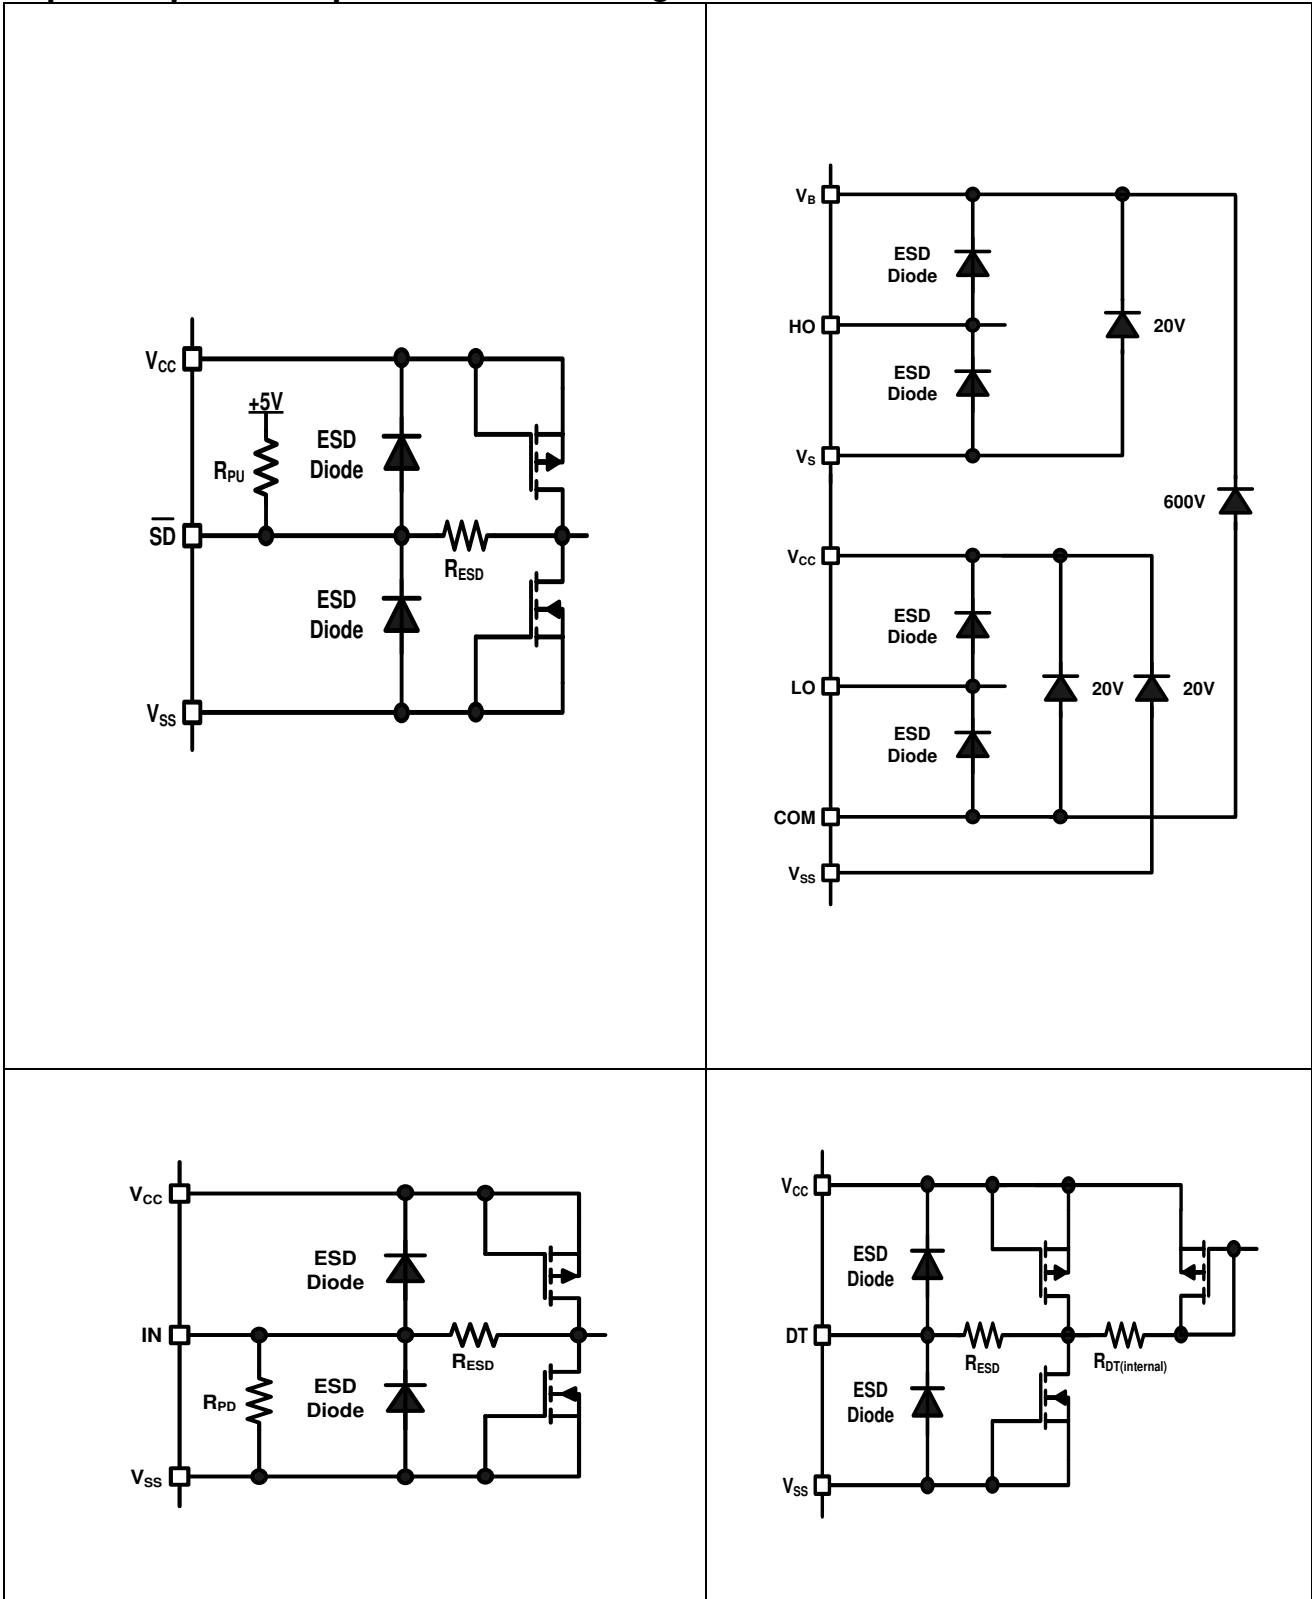 VCC
+5V
RPU
ESD
Diode
SD
RESD
ESD
Diode
VSS
VB
ESD
Diode
20V
HO
ESD
Diode
VS
600V
VCC
ESD
Diode
LO
20V
20V
ESD
Diode
COM
VSS
VCC
ESD
Diode
IN
RESD
RPD
ESD
Diode
VSS
VCC
ESD
Diode
DT
RESD
RDT(internal)
ESD
Diode
VSS